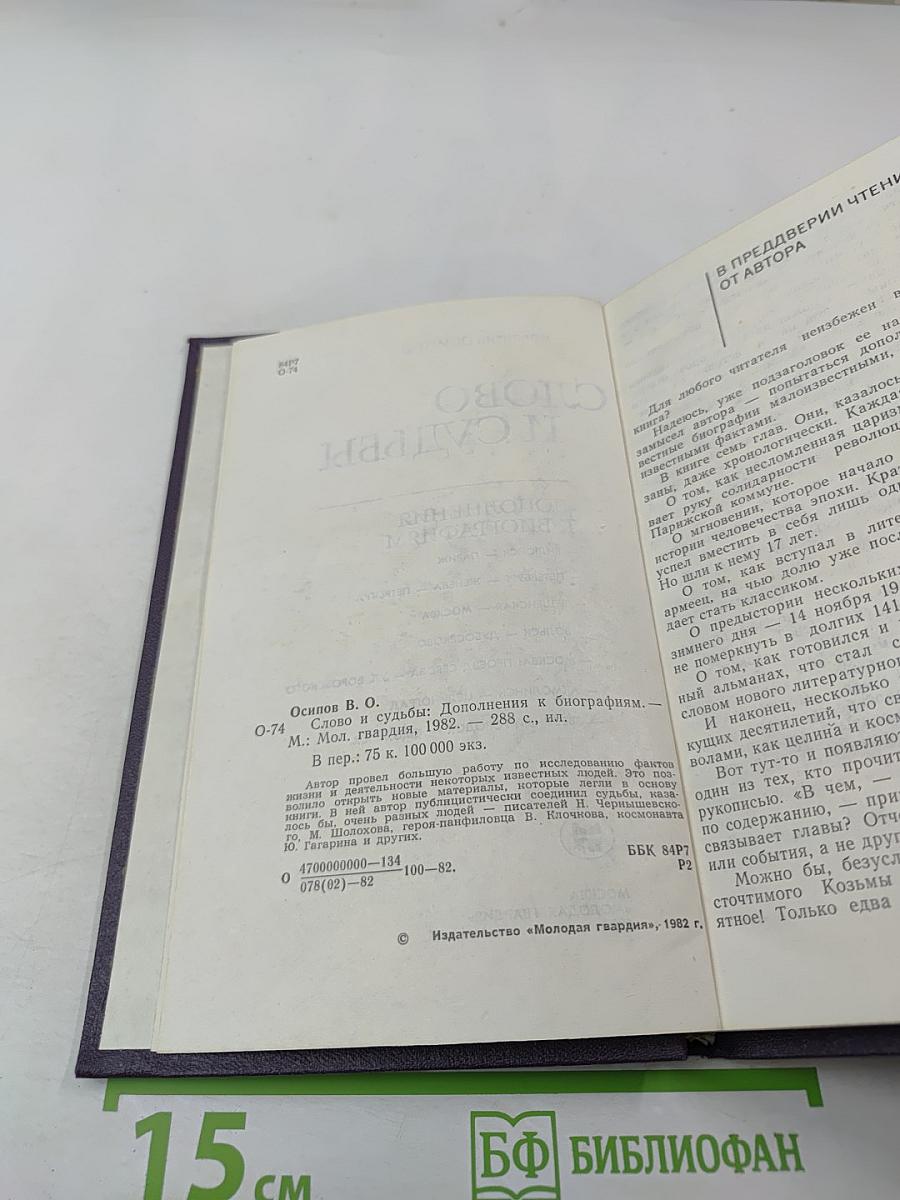 84Р7
О-74
Осипов В. О.
О-74 Слово и судьбы: Дополнения к биографиям. —
М.: Мол. гвардия, 1982. — 288 с., ил.
В пер.: 75 к. 100 000 экз.
Автор провел большую работу по исследованию фактов
жизни и деятельности некоторых известных людей. Это поз-
волило открыть новые материалы, которые легли в основу
книги. В ней автор публицистически соединил судьбы, каза-
лось бы, очень разных людей — писателей Н. Чернышевско-
го, М. Шолохова, героя-панфиловца В. Клочкова, космонавта
Ю. Гагарина и других.
О 4700000000—134
078(02)—82
—100—82.
ББК 84Р7
Р2
© Издательство «Молодая гвардия», 1982 г.
В ПРЕДДВЕРИИ ЧТЕНИ
ОТ АВТОРА
Для любого читателя неизбежен в
книга?
Надеюсь, уже подзаголовок ее на
замысел автора — попытаться допол
вестные биографии малоизвестными,
известными фактами.
В книге семь глав. Они, казалось
заны, даже хронологически. Каждая
О том, как несломленная царизм
вает руку солидарности революц
Парижской коммуне.
О мгновении, которое начало
истории человечества эпохи. Крат
успел вместить в себя лишь од
Но шли к нему 17 лет.
О том, как вступал в лите
армеец, на чью долю уже посл
дает стать классиком.
О предыстории нескольких
зимнего дня — 14 ноября 19
не померкнуть в долгих 141
О том, как готовился и
ный альманах, что стал с
словом нового литературног
И наконец, несколько
кущих десятилетий, что св
волами, как целина и косм
Вот тут-то и появляют
один из тех, кто прочит
рукописью. «В чем, —
по содержанию, — при
связывает главы? Отче
или события, а не друг
Можно бы, безусл
сточтимого Козьмы
ятное! Только едва
15 см
БФ БИБЛИОФАН